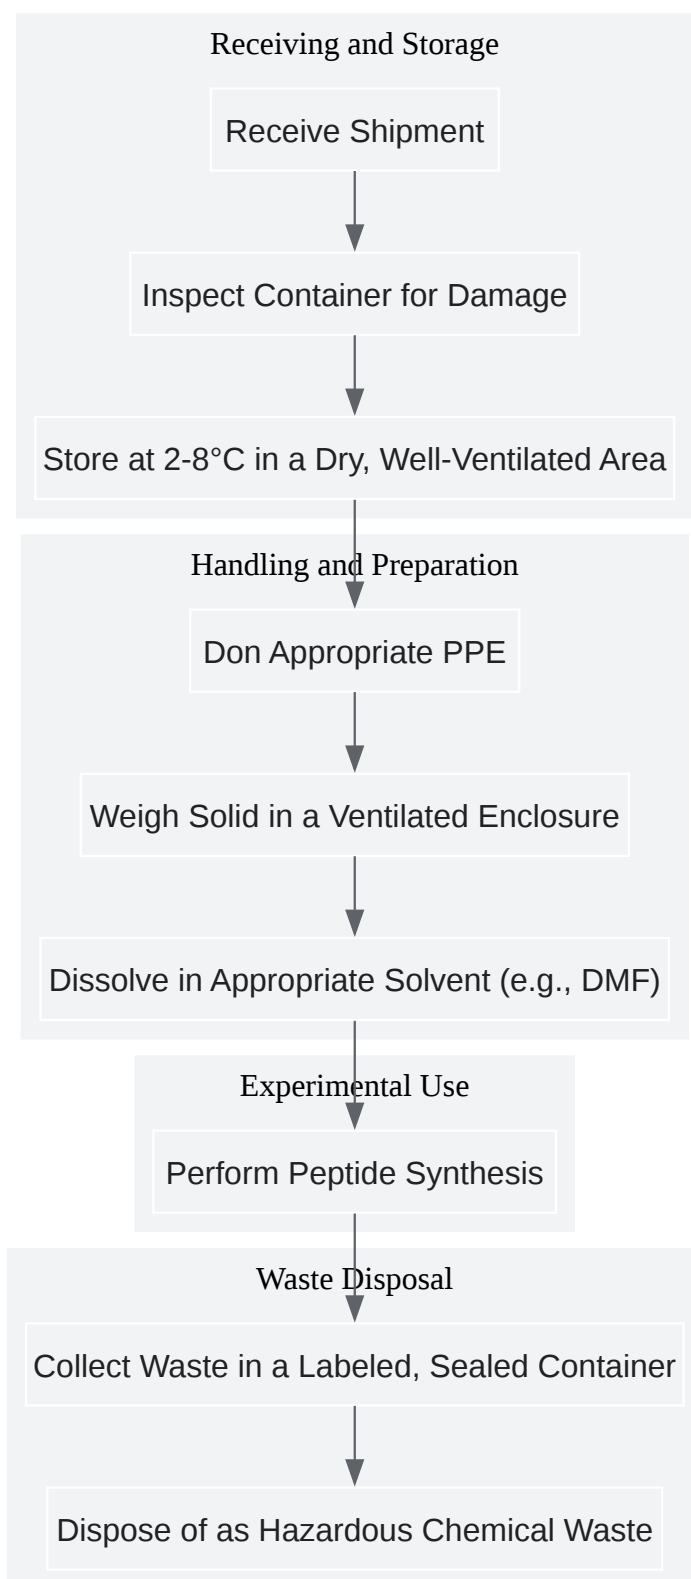 Receiving and Storage
Receive Shipment
Inspect Container for Damage
Store at 2-8°C in a Dry, Well-Ventilated Area
Handling and Preparation
Don Appropriate PPE
Weigh Solid in a Ventilated Enclosure
Dissolve in Appropriate Solvent (e.g., DMF)
Experimental Use
Perform Peptide Synthesis
Waste Disposal
Collect Waste in a Labeled, Sealed Container
Dispose of as Hazardous Chemical Waste